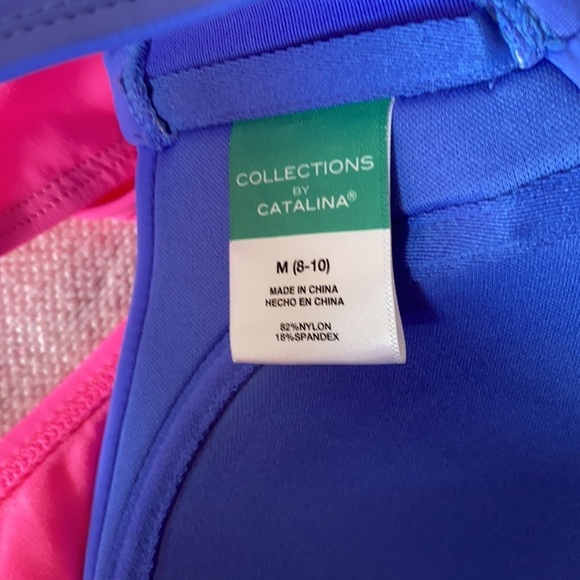 COLLECTIONS
BY
CATALINA®
M (8-10)
MADE IN CHINA
HECHO EN CHINA
82%NYLON
18%SPANDEX